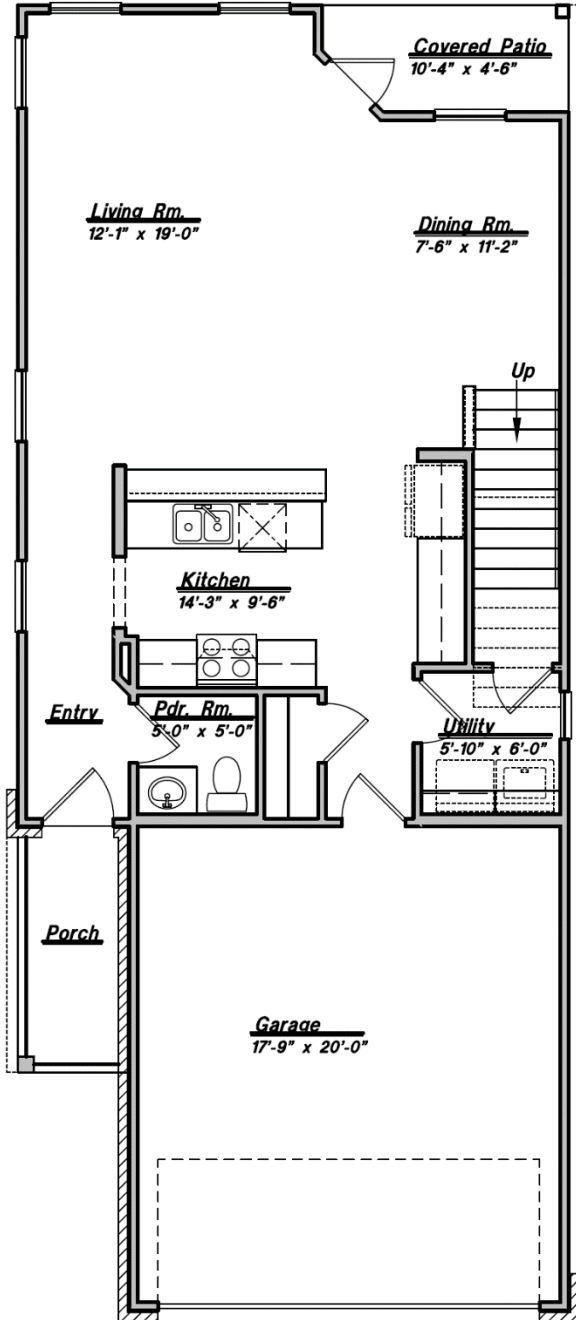 Covered Patio
10'-4" x 4'-6"
Living Rm.
12'-1" x 19'-0"
Dining Rm.
7'-6" x 11'-2"
Up
Kitchen
14'-3" x 9'-6"
Entry
Pdr. Rm.
5'-0" x 5'-0"
Utility
5'-10" x 6'-0"
Porch
Garage
17'-9" x 20'-0"